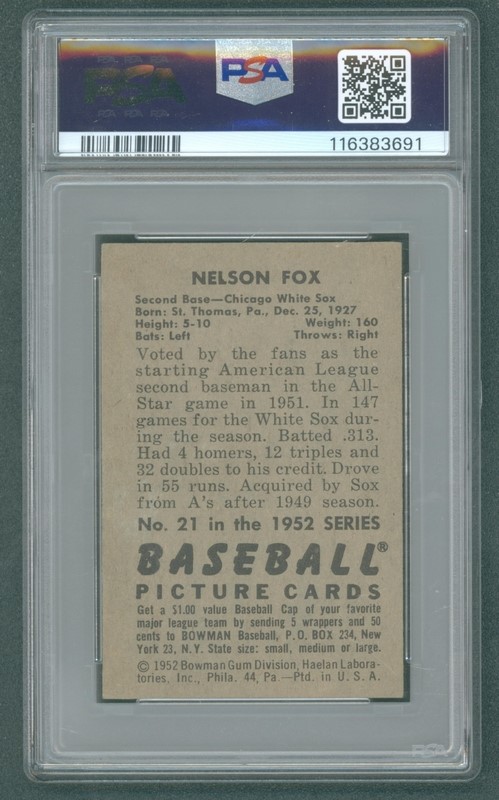 PSA
PSA
116383691
NELSON FOX
Second Base—Chicago White Sox
Born: St. Thomas, Pa., Dec. 25, 1927
Height: 5-10 Weight: 160
Bats: Left Throws: Right
Voted by the fans as the
starting American League
second baseman in the All-
Star game in 1951. In 147
games for the White Sox dur-
ing the season. Batted .313.
Had 4 homers, 12 triples and
32 doubles to his credit. Drove
in 55 runs. Acquired by Sox
from A's after 1949 season.
No. 21 in the 1952 SERIES
BASEBALL®
PICTURE CARDS
Get a $1.00 value Baseball Cap of your favorite
major league team by sending 5 wrappers and 50
cents to BOWMAN Baseball, P.O. BOX 234, New
York 23, N.Y. State size: small, medium or large.
© 1952 Bowman Gum Division, Haelan Labora-
tories, Inc., Phila. 44, Pa.—Ptd. in U.S.A.
PSA